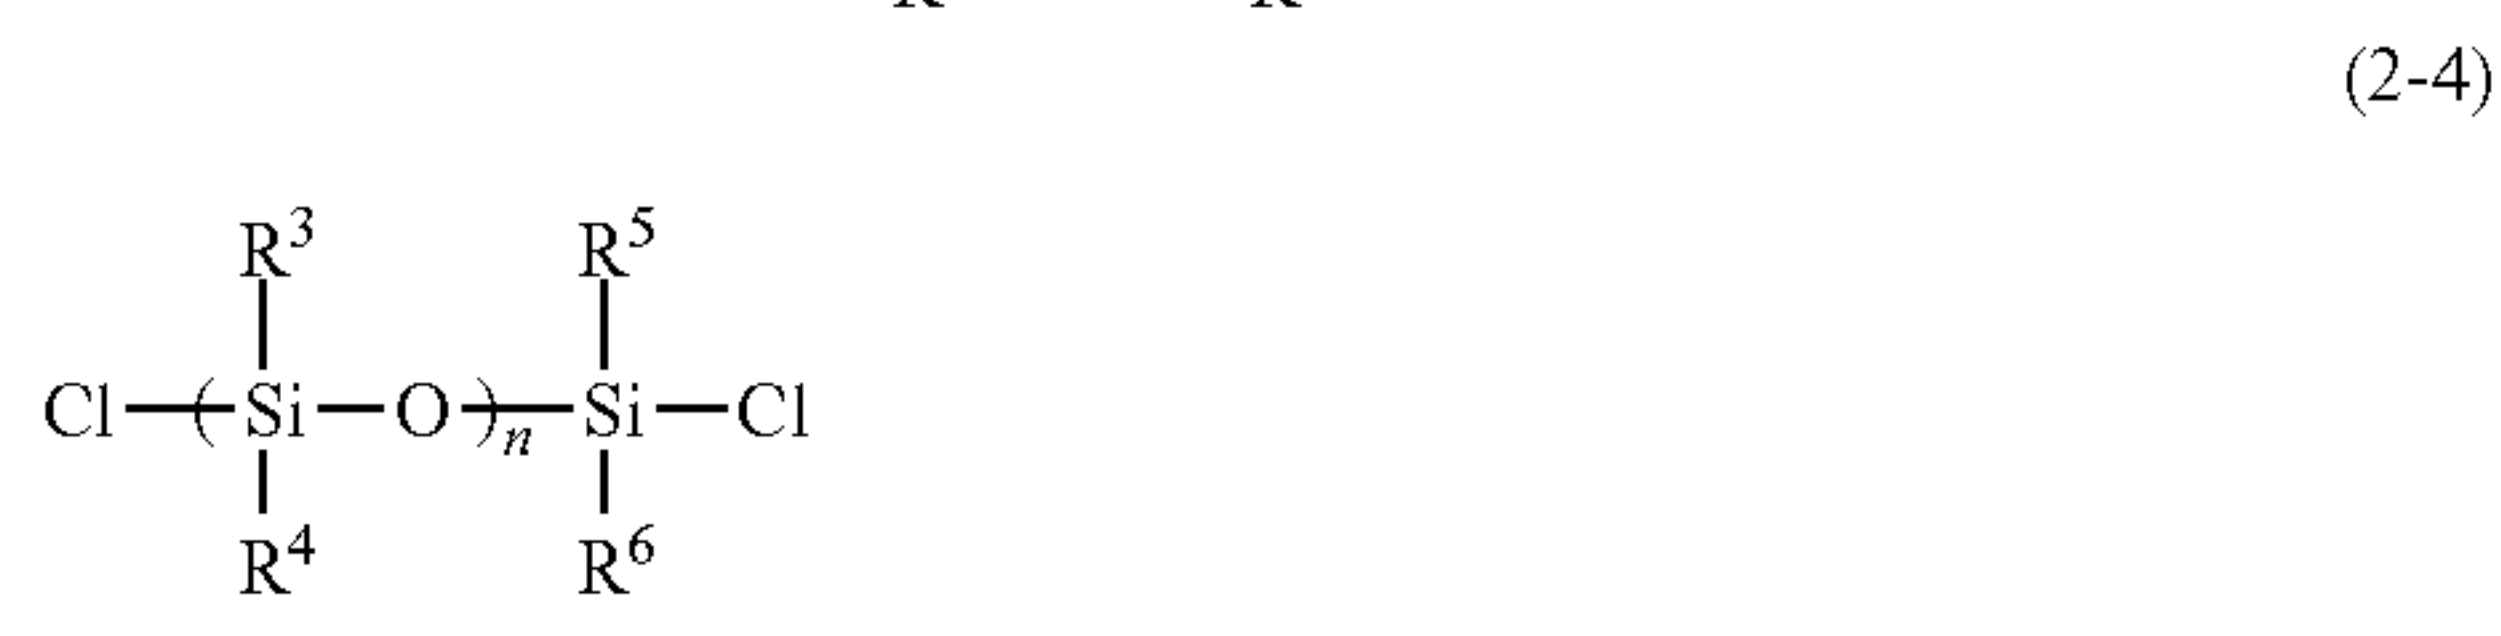 (2-4)
R³ R⁵
Cl—(Si—O)ₙ—Si—Cl
R⁴ R⁶